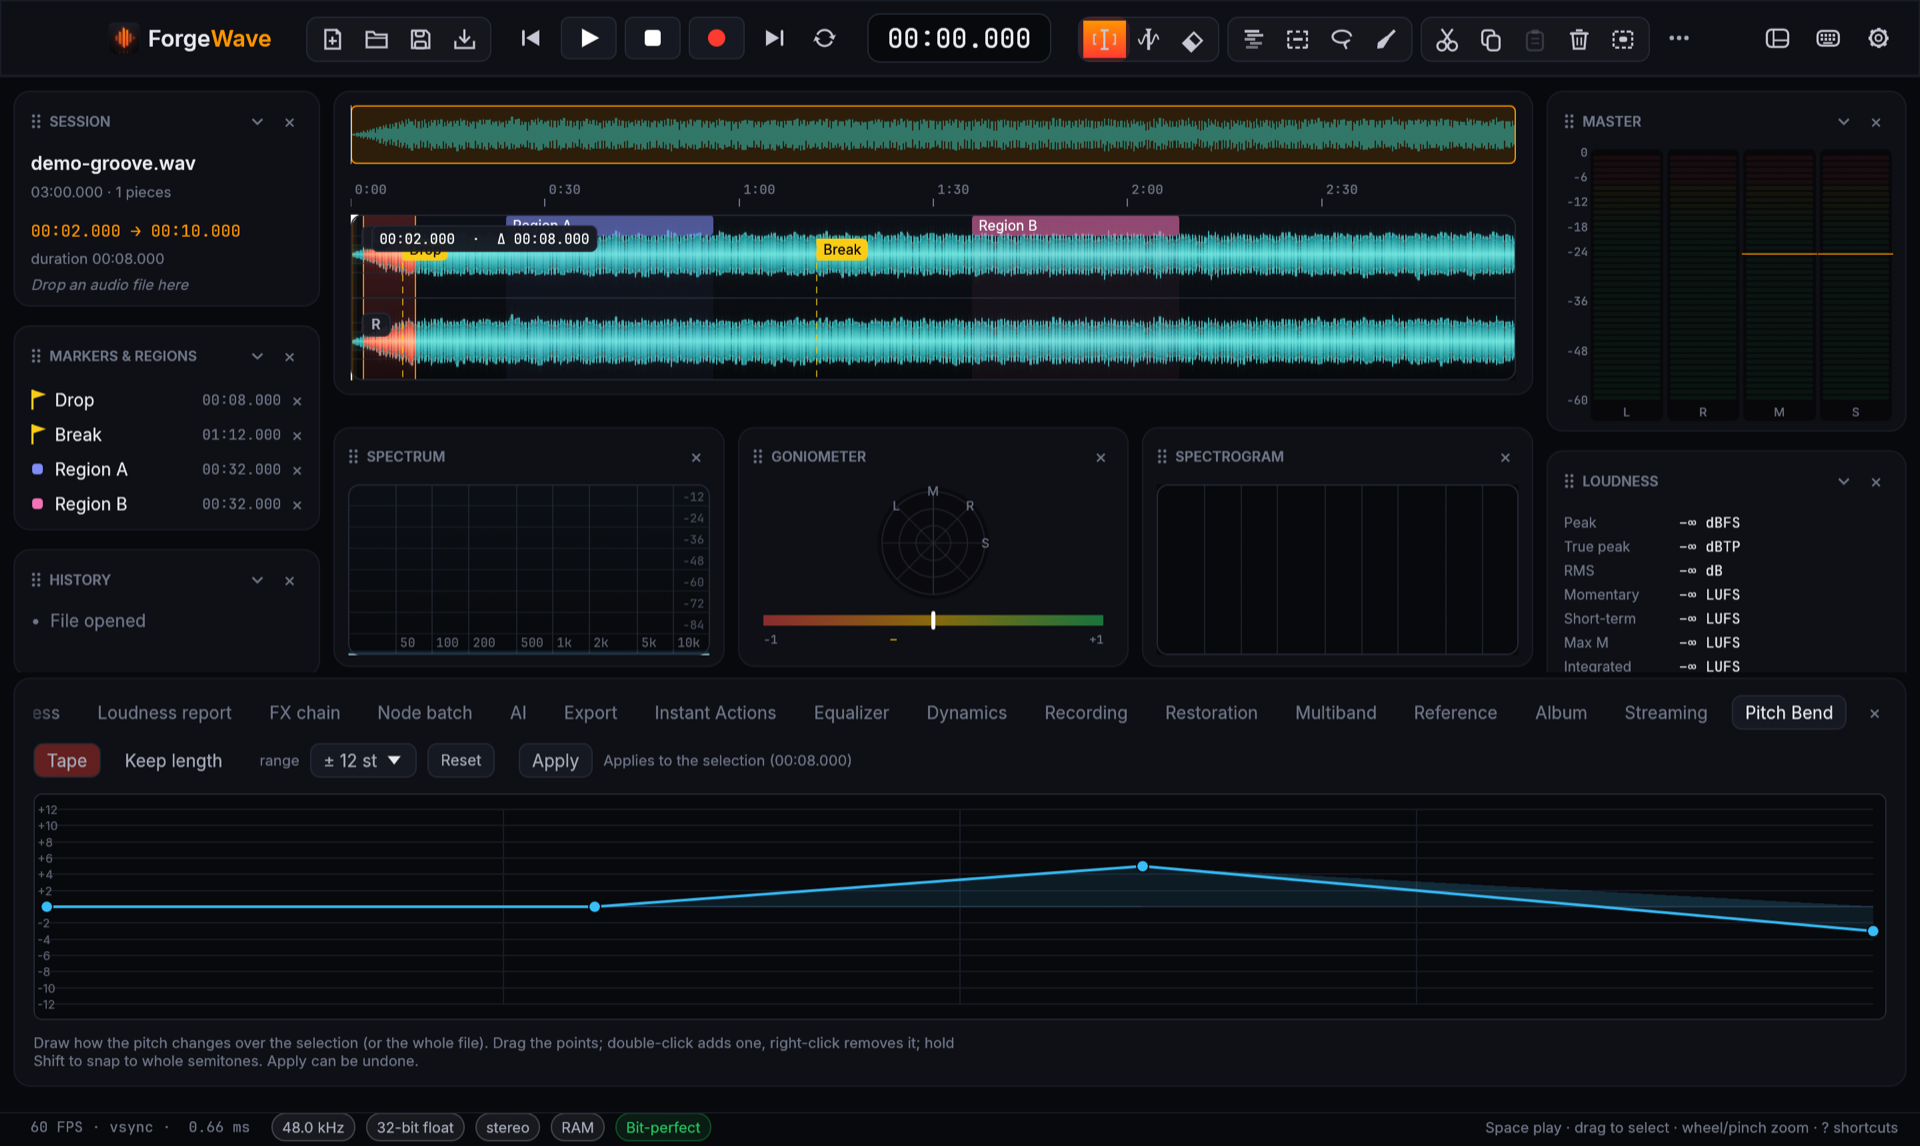 ForgeWave
00:00.000
SESSION
demo-groove.wav
03:00.000 · 1 pieces
00:02.000 → 00:10.000
duration 00:08.000
Drop an audio file here
MARKERS & REGIONS
Drop 00:08.000
Break 01:12.000
Region A 00:32.000
Region B 00:32.000
HISTORY
• File opened
0:00 0:30 1:00 1:30 2:00 2:30
Region A
Region B
00:02.000 · Δ 00:08.000
Drop
Break
R
SPECTRUM
-12
-24
-36
-48
-60
-72
-84
50 100 200 500 1k 2k 5k 10k
GONIOMETER
M
L
R
S
-1 – +1
SPECTROGRAM
MASTER
0
-6
-12
-18
-24
-36
-48
-60
L R M S
LOUDNESS
Peak -∞ dBFS
True peak -∞ dBTP
RMS -∞ dB
Momentary -∞ LUFS
Short-term -∞ LUFS
Max M -∞ LUFS
Integrated -∞ LUFS
ess Loudness report FX chain Node batch AI Export Instant Actions Equalizer Dynamics Recording Restoration Multiband Reference Album Streaming Pitch Bend
Tape Keep length range ± 12 st Reset Apply Applies to the selection (00:08.000)
+12
+10
+8
+6
+4
+2
-2
-4
-6
-8
-10
-12
Draw how the pitch changes over the selection (or the whole file). Drag the points; double-click adds one, right-click removes it; hold
Shift to snap to whole semitones. Apply can be undone.
60 FPS · vsync · 0.66 ms 48.0 kHz 32-bit float stereo RAM Bit-perfect
Space play · drag to select · wheel/pinch zoom · ? shortcuts